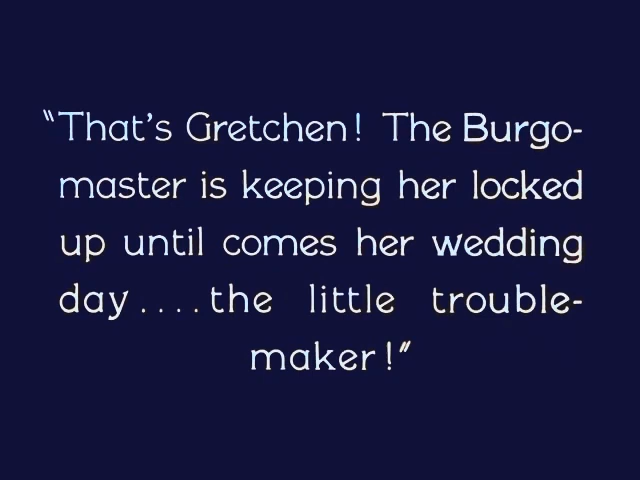 “That's Gretchen! The Burgo-
master is keeping her locked
up until comes her wedding
day....the little trouble-
maker!”